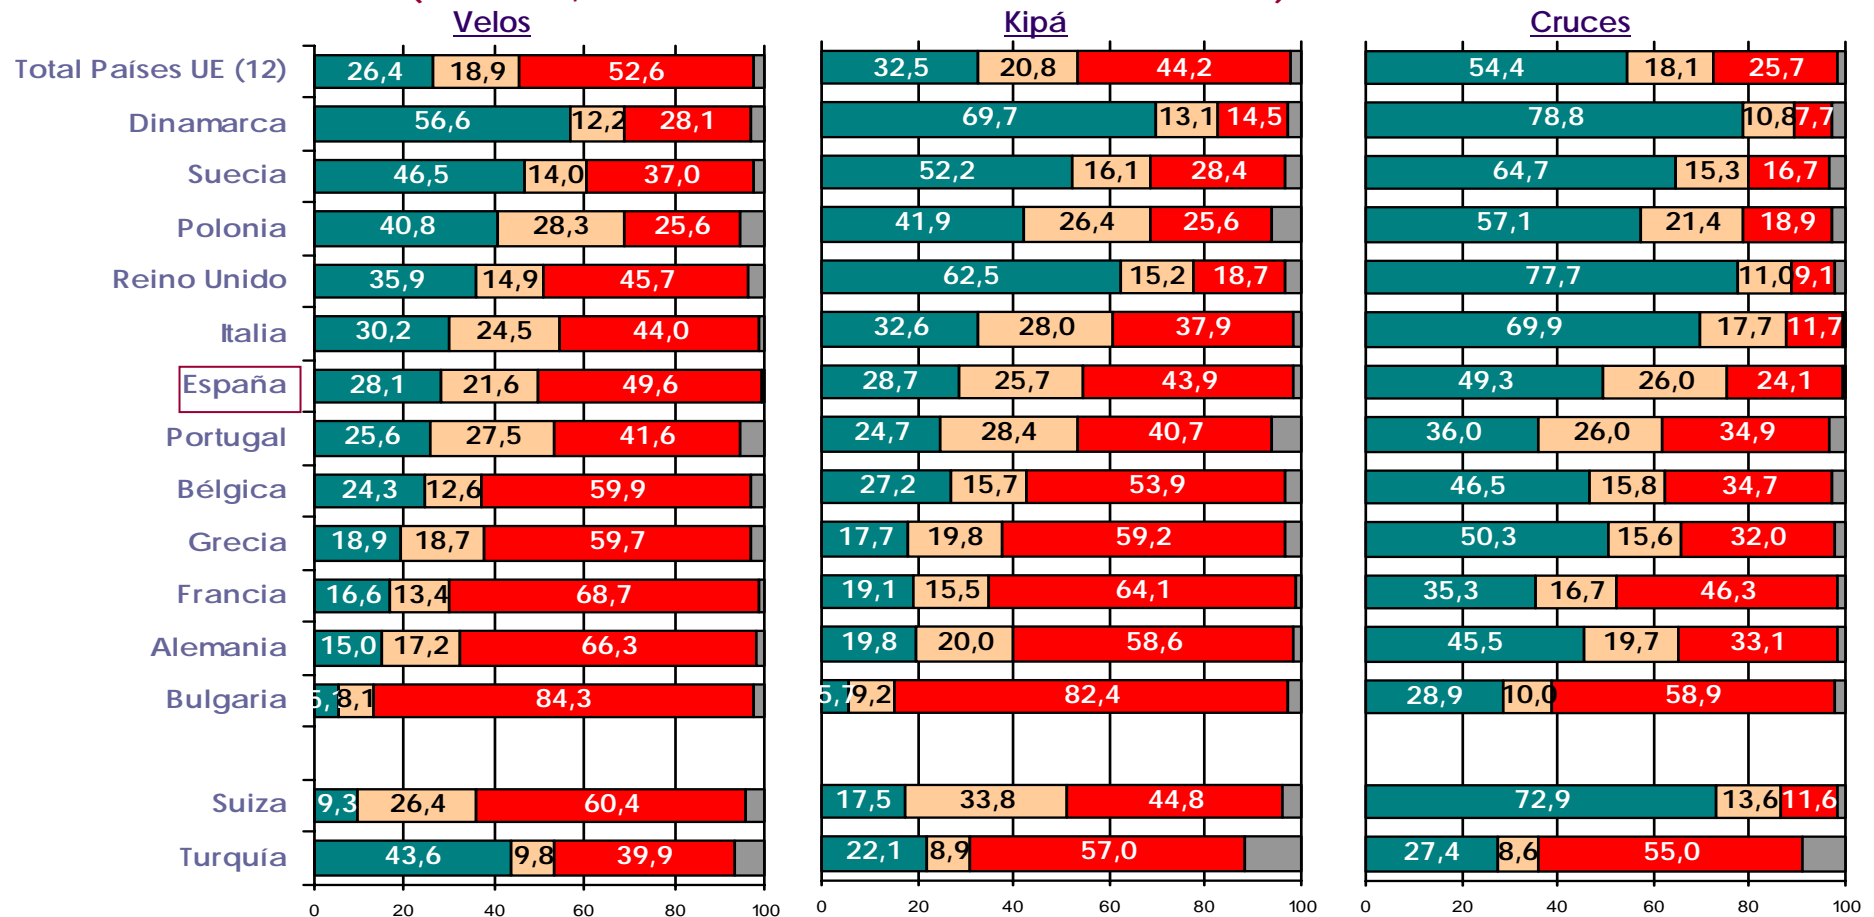 Velos Kipá Cruces
Total Países UE (12) 26,4 18,9 52,6 32,5 20,8 44,2 54,4 18,1 25,7
Dinamarca 56,6 12,2 28,1 69,7 13,1 14,5 78,8 10,8 7,7
Suecia 46,5 14,0 37,0 52,2 16,1 28,4 64,7 15,3 16,7
Polonia 40,8 28,3 25,6 41,9 26,4 25,6 57,1 21,4 18,9
Reino Unido 35,9 14,9 45,7 62,5 15,2 18,7 77,7 11,0 9,1
Italia 30,2 24,5 44,0 32,6 28,0 37,9 69,9 17,7 11,7
España 28,1 21,6 49,6 28,7 25,7 43,9 49,3 26,0 24,1
Portugal 25,6 27,5 41,6 24,7 28,4 40,7 36,0 26,0 34,9
Bélgica 24,3 12,6 59,9 27,2 15,7 53,9 46,5 15,8 34,7
Grecia 18,9 18,7 59,7 17,7 19,8 59,2 50,3 15,6 32,0
Francia 16,6 13,4 68,7 19,1 15,5 64,1 35,3 16,7 46,3
Alemania 15,0 17,2 66,3 19,8 20,0 58,6 45,5 19,7 33,1
Bulgaria 8,1 84,3 5,7 9,2 82,4 28,9 10,0 58,9
Suiza 9,3 26,4 60,4 17,5 33,8 44,8 72,9 13,6 11,6
Turquía 43,6 9,8 39,9 22,1 8,9 57,0 27,4 8,6 55,0
0 20 40 60 80 100 0 20 40 60 80 100 0 20 40 60 80 100